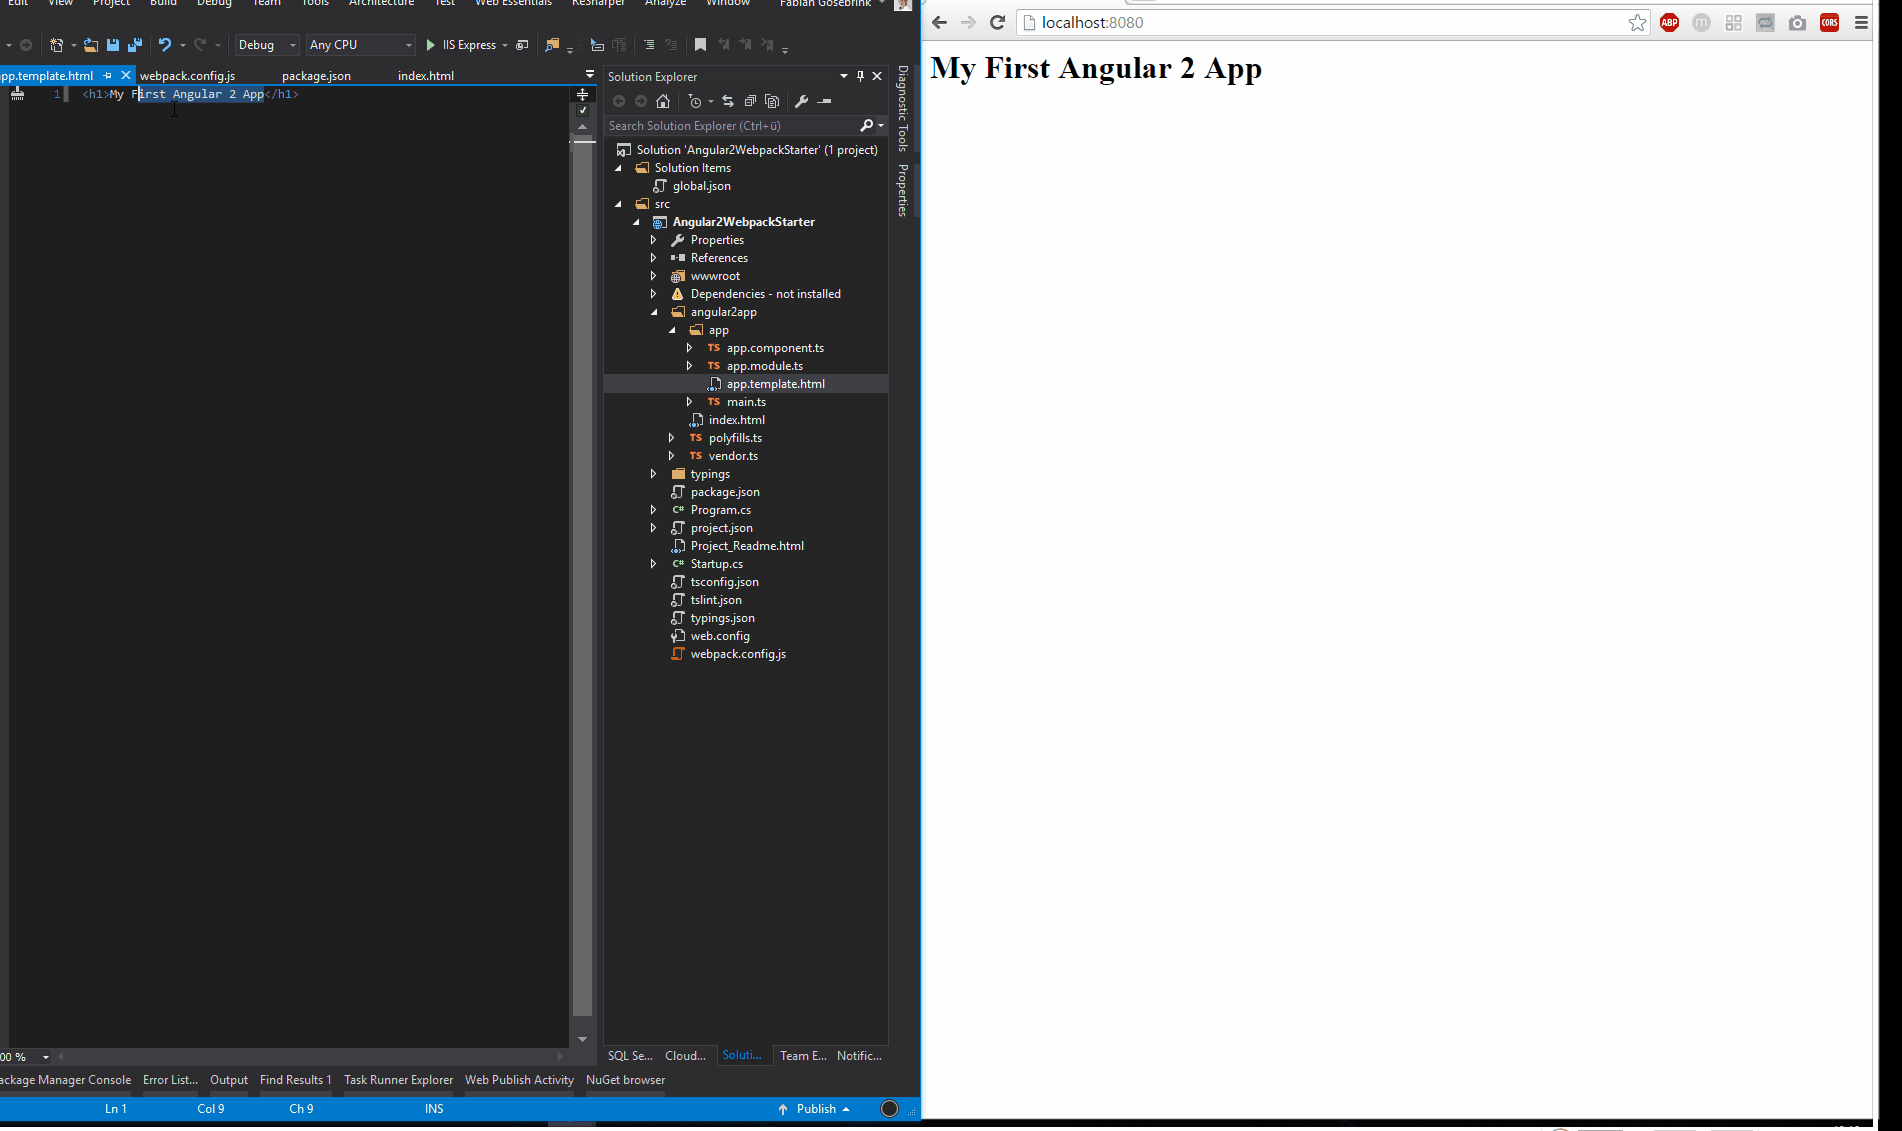 Edit View Project Build Debug Team Tools Architecture Test Web Essentials ReSharper Analyze Window Fabian Gosebrink
Debug Any CPU IIS Express
app.template.html webpack.config.js package.json index.html
1 <h1>My First Angular 2 App</h1>
Solution Explorer
Search Solution Explorer (Ctrl+ü)
Solution 'Angular2WebpackStarter' (1 project)
Solution Items
global.json
src
Angular2WebpackStarter
Properties
References
wwwroot
Dependencies - not installed
angular2app
app
TS app.component.ts
TS app.module.ts
app.template.html
TS main.ts
index.html
TS polyfills.ts
TS vendor.ts
typings
package.json
C# Program.cs
project.json
Project_Readme.html
C# Startup.cs
tsconfig.json
tslint.json
typings.json
web.config
webpack.config.js
Diagnostic Tools
Properties
00 %
SQL Se... Cloud... Soluti... Team E... Notific...
ackage Manager Console Error List... Output Find Results 1 Task Runner Explorer Web Publish Activity NuGet browser
Ln 1 Col 9 Ch 9 INS Publish
localhost:8080 ABP m CORS
My First Angular 2 App